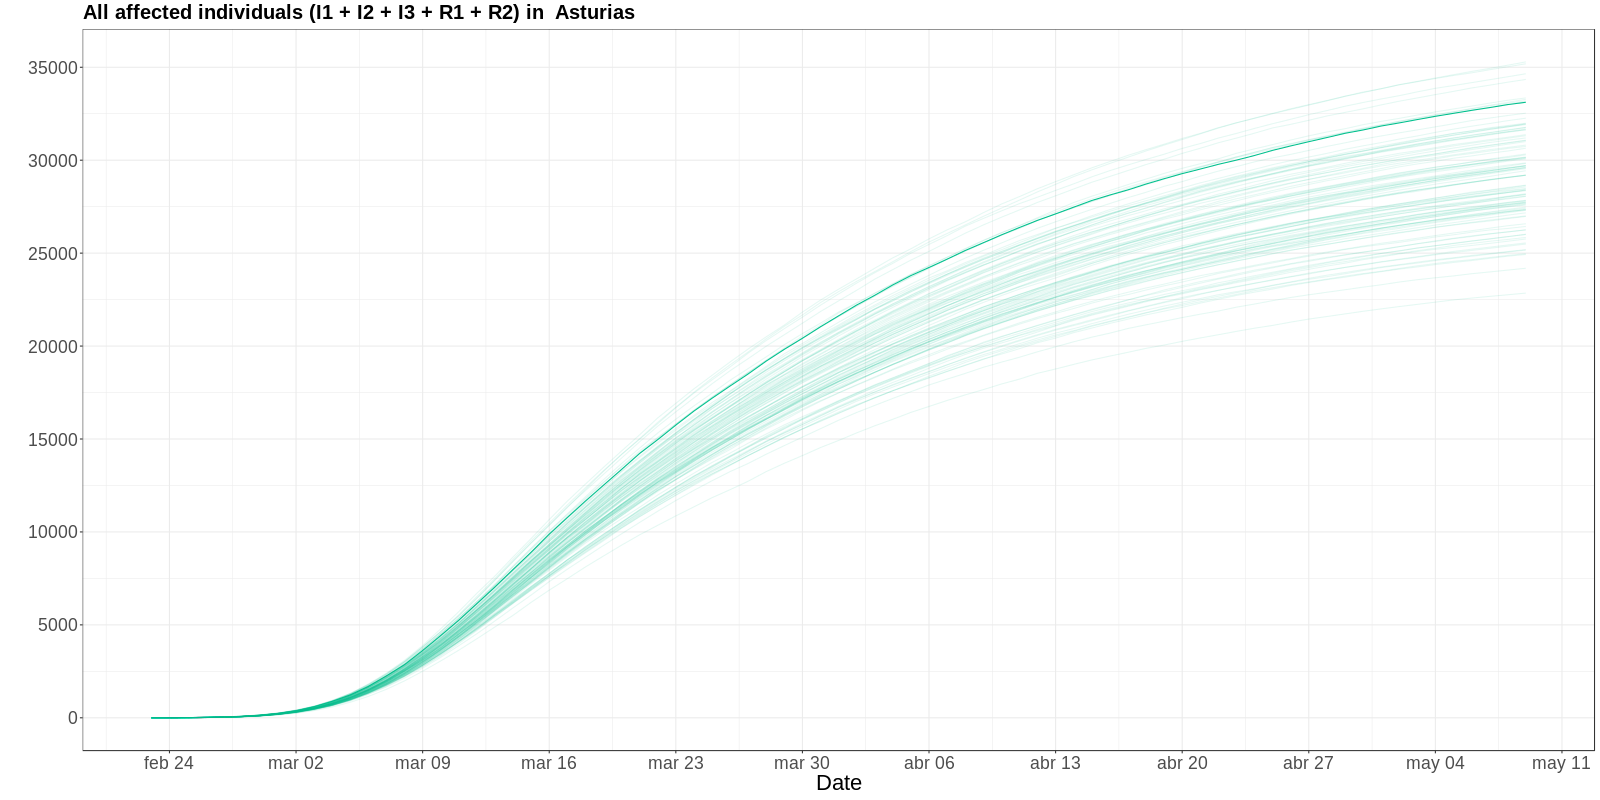 All affected individuals (I1 + I2 + I3 + R1 + R2) in  Asturias
35000
30000
25000
20000
15000
10000
5000
0
feb 24 mar 02 mar 09 mar 16 mar 23 mar 30 abr 06 abr 13 abr 20 abr 27 may 04 may 11
Date